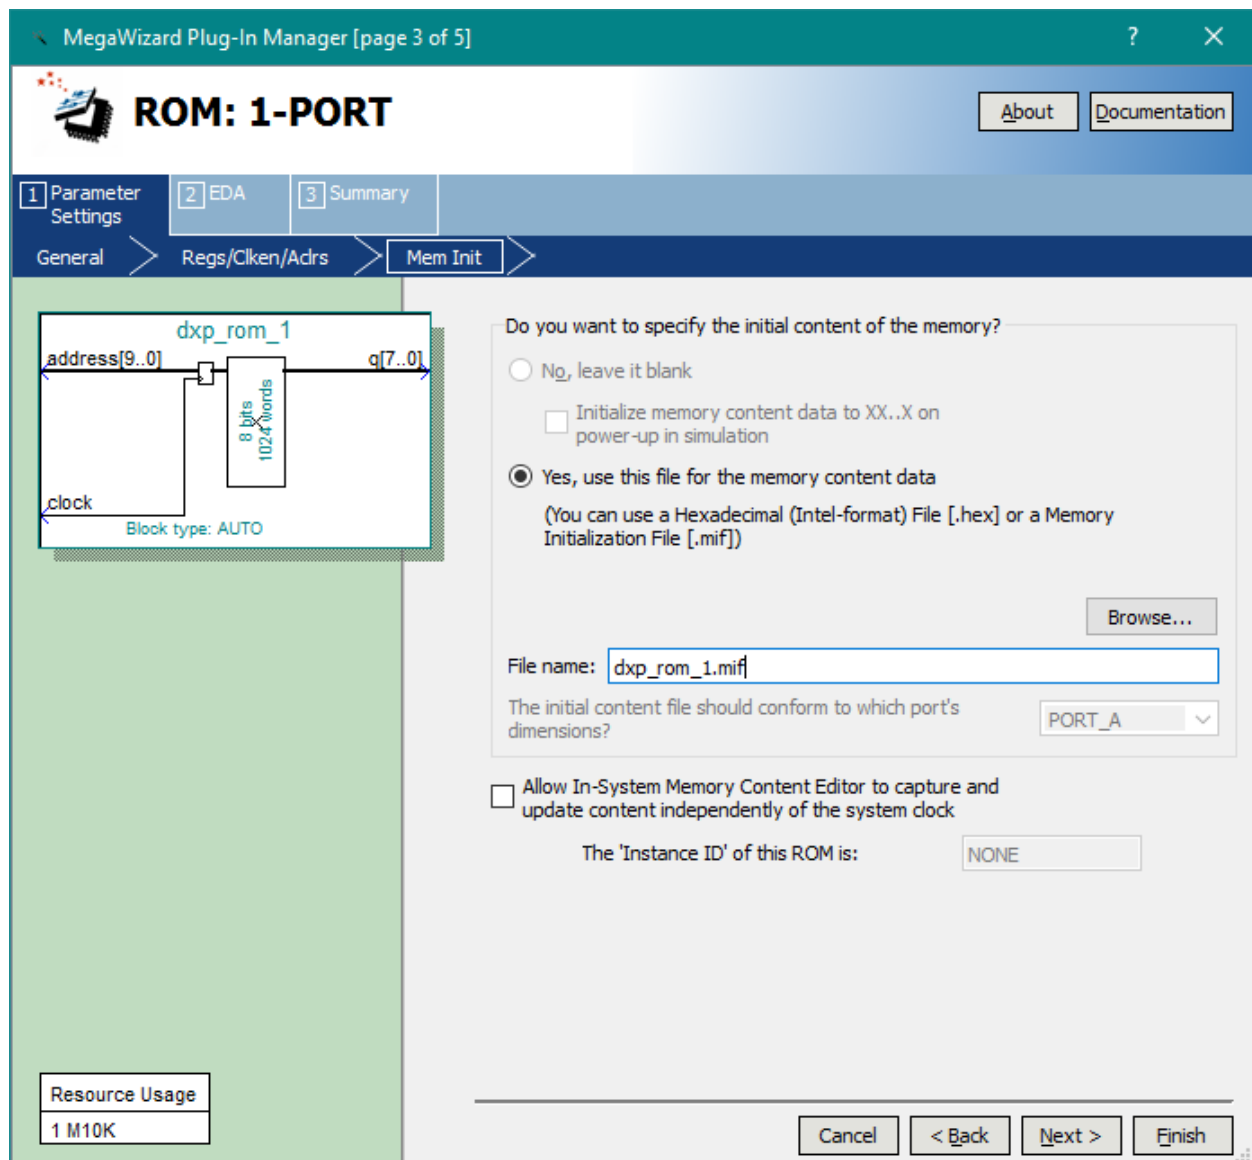 MegaWizard Plug-In Manager [page 3 of 5]
?
ROM: 1-PORT
About
Documentation
1 Parameter
Settings
2 EDA
3 Summary
General
Regs/Clken/Aclrs
Mem Init
dxp_rom_1
address[9..0]
q[7..0]
8 bits
1024 words
clock
Block type: AUTO
Resource Usage
1 M10K
Do you want to specify the initial content of the memory?
No, leave it blank
Initialize memory content data to XX..X on
power-up in simulation
Yes, use this file for the memory content data
(You can use a Hexadecimal (Intel-format) File [.hex] or a Memory
Initialization File [.mif])
Browse...
File name: dxp_rom_1.mif
The initial content file should conform to which port's
dimensions?
PORT_A
Allow In-System Memory Content Editor to capture and
update content independently of the system clock
The 'Instance ID' of this ROM is:
NONE
Cancel
< Back
Next >
Finish